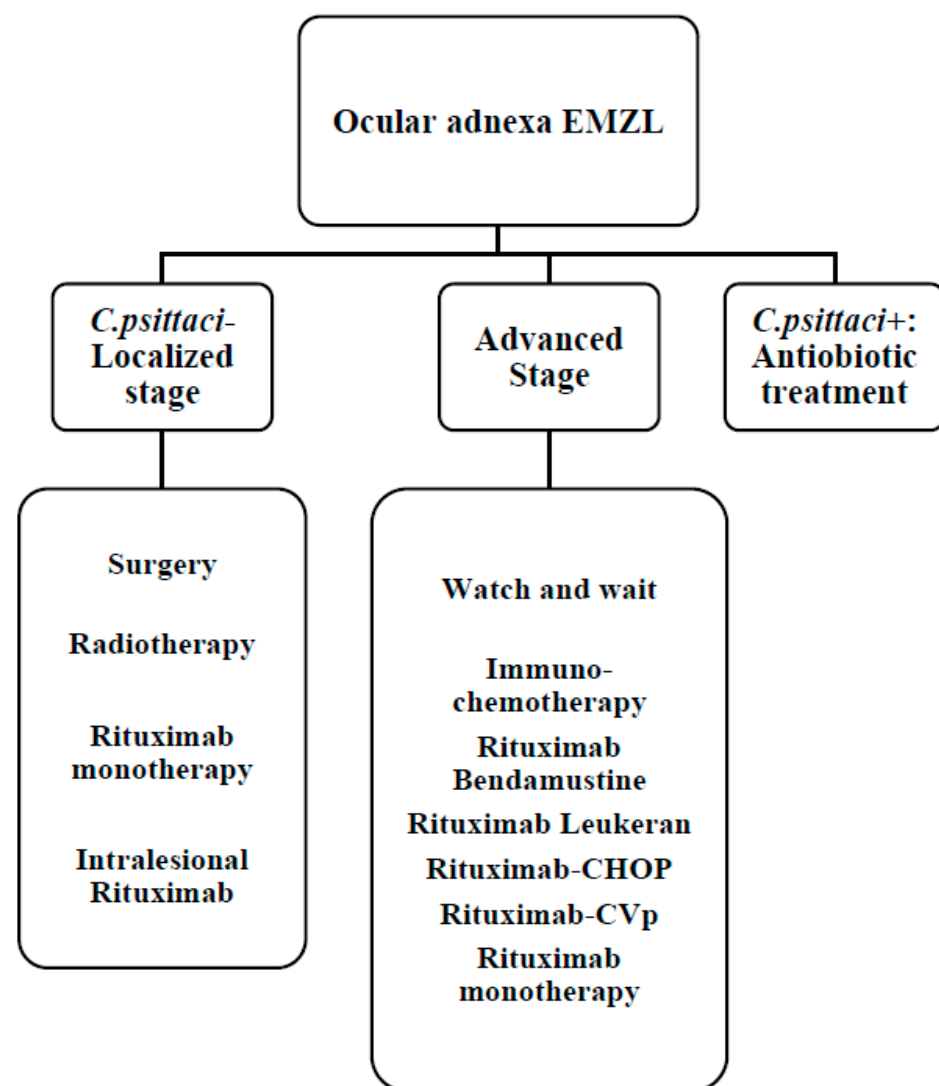 Ocular adnexa EMZL
C.psittaci-
Localized
stage
Advanced
Stage
C.psittaci+:
Antiobiotic
treatment
Surgery
Radiotherapy
Rituximab
monotherapy
Intralesional
Rituximab
Watch and wait
Immuno-
chemotherapy
Rituximab
Bendamustine
Rituximab Leukeran
Rituximab-CHOP
Rituximab-CVp
Rituximab
monotherapy